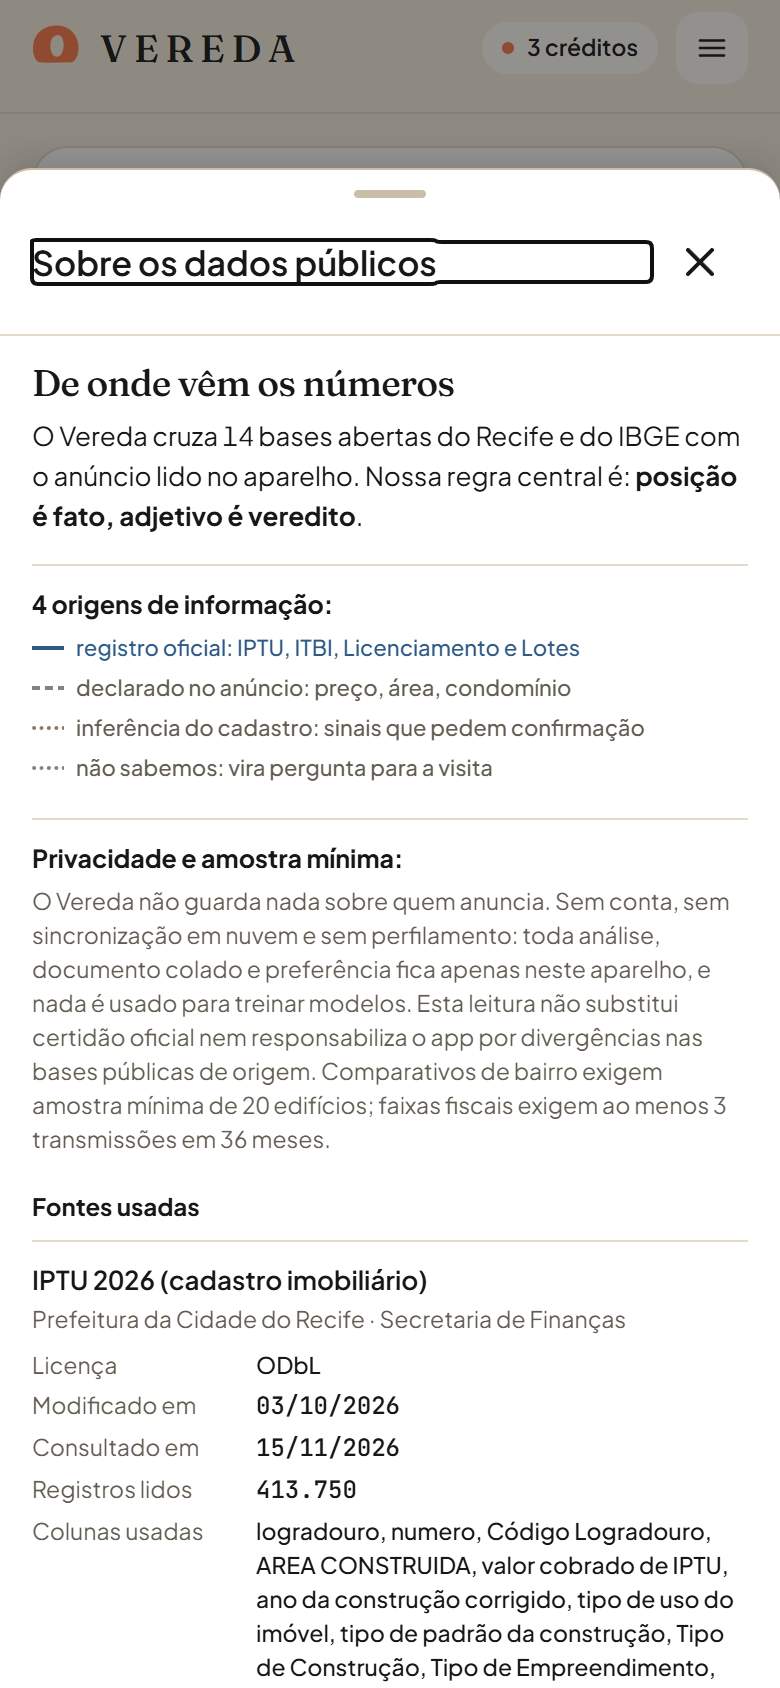 VEREDA
3 créditos
Sobre os dados públicos
De onde vêm os números
O Vereda cruza 14 bases abertas do Recife e do IBGE com
o anúncio lido no aparelho. Nossa regra central é: posição
é fato, adjetivo é veredito.
4 origens de informação:
registro oficial: IPTU, ITBI, Licenciamento e Lotes
declarado no anúncio: preço, área, condomínio
inferência do cadastro: sinais que pedem confirmação
não sabemos: vira pergunta para a visita
Privacidade e amostra mínima:
O Vereda não guarda nada sobre quem anuncia. Sem conta, sem
sincronização em nuvem e sem perfilamento: toda análise,
documento colado e preferência fica apenas neste aparelho, e
nada é usado para treinar modelos. Esta leitura não substitui
certidão oficial nem responsabiliza o app por divergências nas
bases públicas de origem. Comparativos de bairro exigem
amostra mínima de 20 edifícios; faixas fiscais exigem ao menos 3
transmissões em 36 meses.
Fontes usadas
IPTU 2026 (cadastro imobiliário)
Prefeitura da Cidade do Recife · Secretaria de Finanças
Licença ODbL
Modificado em 03/10/2026
Consultado em 15/11/2026
Registros lidos 413.750
Colunas usadas logradouro, numero, Código Logradouro,
AREA CONSTRUIDA, valor cobrado de IPTU,
ano da construção corrigido, tipo de uso do
imóvel, tipo de padrão da construção, Tipo
de Construção, Tipo de Empreendimento,